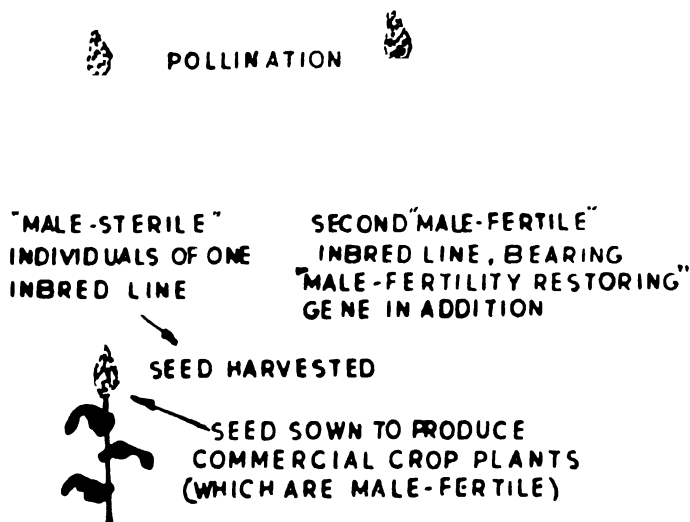 POLLINATION
"MALE-STERILE"
INDIVIDUALS OF ONE
INBRED LINE
SECOND "MALE-FERTILE"
INBRED LINE, BEARING
"MALE-FERTILITY RESTORING"
GENE IN ADDITION
SEED HARVESTED
SEED SOWN TO PRODUCE
COMMERCIAL CROP PLANTS
(WHICH ARE MALE-FERTILE)